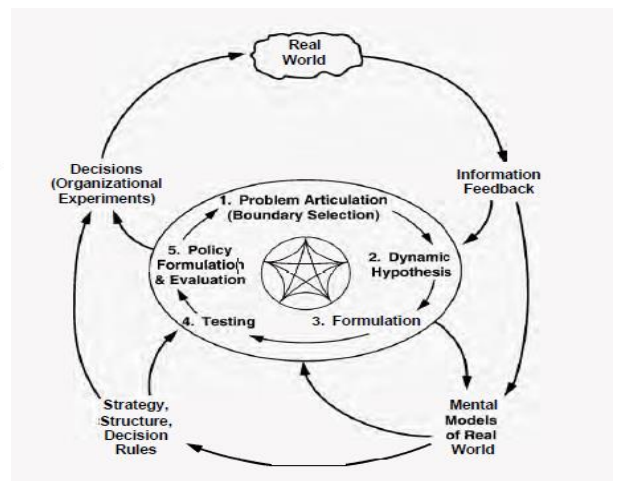 Real
World
Decisions
(Organizational
Experiments)
Information
Feedback
1. Problem Articulation
(Boundary Selection)
5. Policy
Formulation
& Evaluation
2. Dynamic
Hypothesis
4. Testing
3. Formulation
Strategy,
Structure,
Decision
Rules
Mental
Models
of Real
World